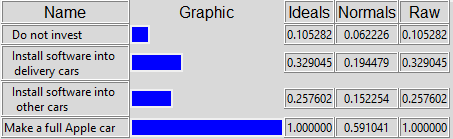 Name Graphic Ideals Normals Raw
Do not invest 0.105282 0.062226 0.105282
Install software into
delivery cars 0.329045 0.194479 0.329045
Install software into
other cars 0.257602 0.152254 0.257602
Make a full Apple car 1.000000 0.591041 1.000000